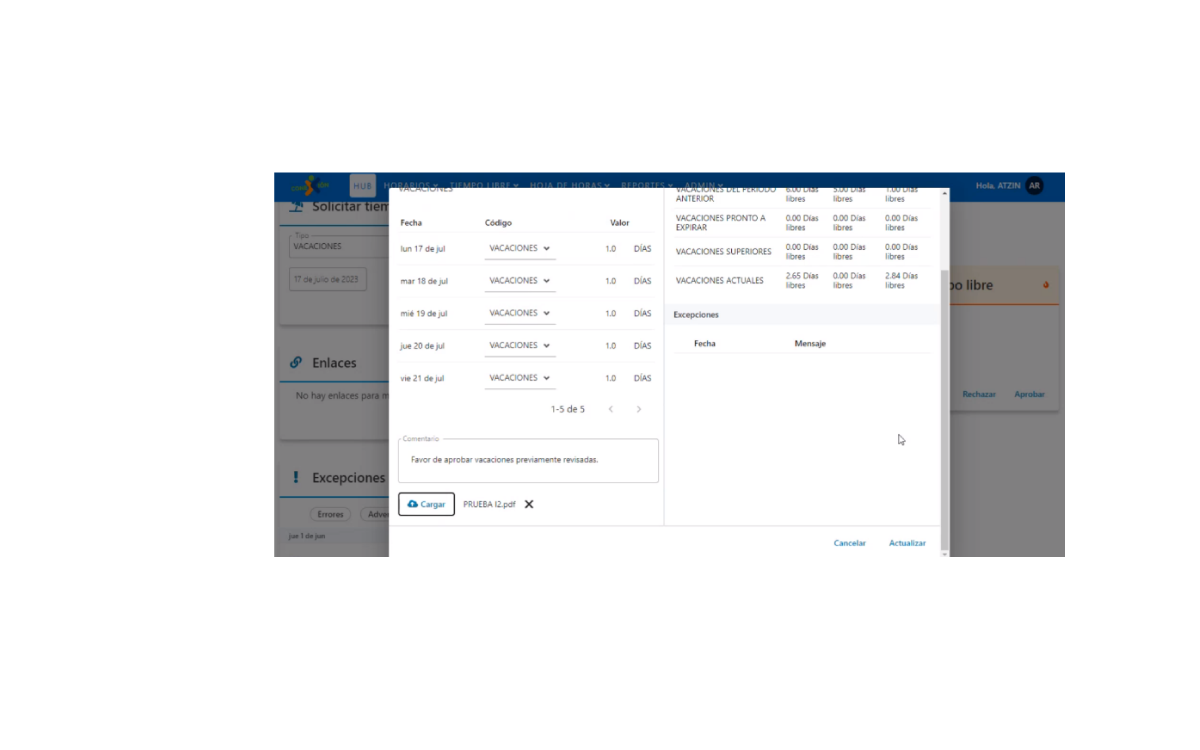 HUB HORARIOS TIEMPO LIBRE HOJA DE HORAS REPORTES ADMIN Hola, ATZIN AR
Solicitar tiem
Tipo
VACACIONES
17 de julio de 2023
Enlaces
No hay enlaces para m
Excepciones
Errores Adve
jue 1 de jun
VACACIONES
Fecha Código Valor
lun 17 de jul VACACIONES 1.0 DÍAS
mar 18 de jul VACACIONES 1.0 DÍAS
mié 19 de jul VACACIONES 1.0 DÍAS
jue 20 de jul VACACIONES 1.0 DÍAS
vie 21 de jul VACACIONES 1.0 DÍAS
1-5 de 5
Comentario
Favor de aprobar vacaciones previamente revisadas.
Cargar PRUEBA I2.pdf
VACACIONES DEL PERIODO 6.00 Días 5.00 Días 1.00 Días
ANTERIOR libres libres libres
VACACIONES PRONTO A 0.00 Días 0.00 Días 0.00 Días
EXPIRAR libres libres libres
VACACIONES SUPERIORES 0.00 Días 0.00 Días 0.00 Días
libres libres libres
VACACIONES ACTUALES 2.65 Días 0.00 Días 2.84 Días
libres libres libres
Excepciones
Fecha Mensaje
Cancelar Actualizar
po libre
Rechazar Aprobar